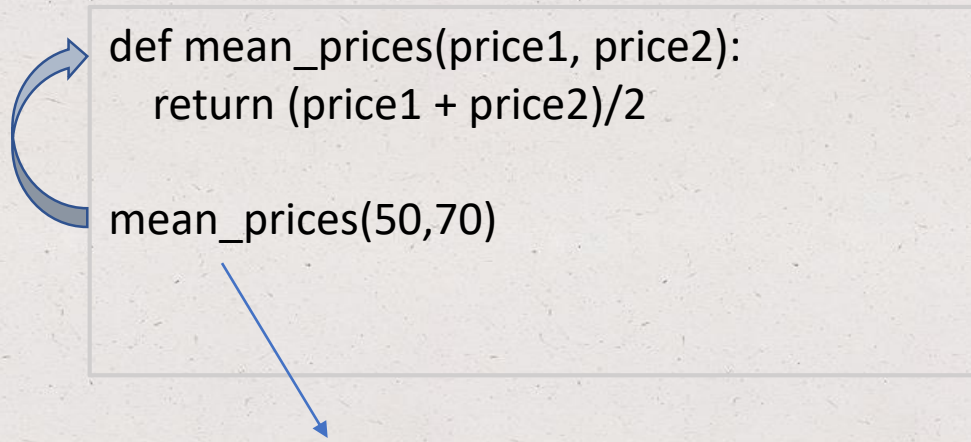 def mean_prices(price1, price2):
return (price1 + price2)/2
mean_prices(50,70)